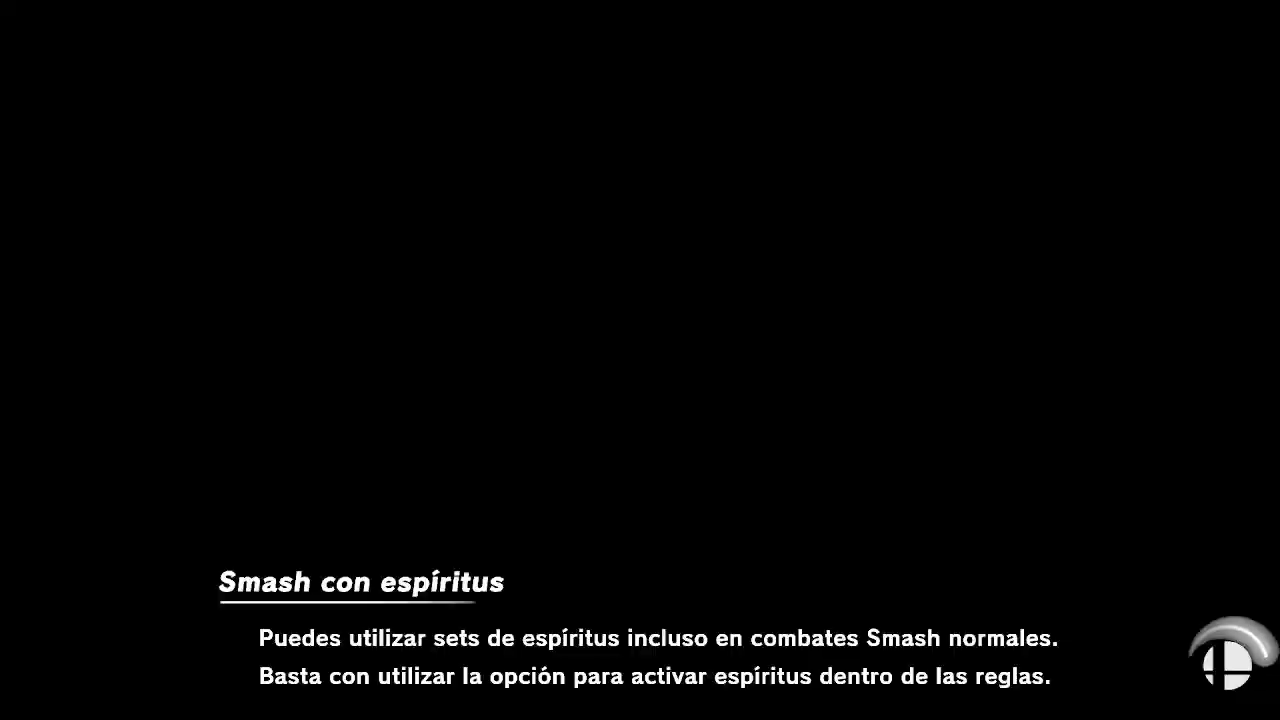 Smash con espíritus
Puedes utilizar sets de espíritus incluso en combates Smash normales.
Basta con utilizar la opción para activar espíritus dentro de las reglas.